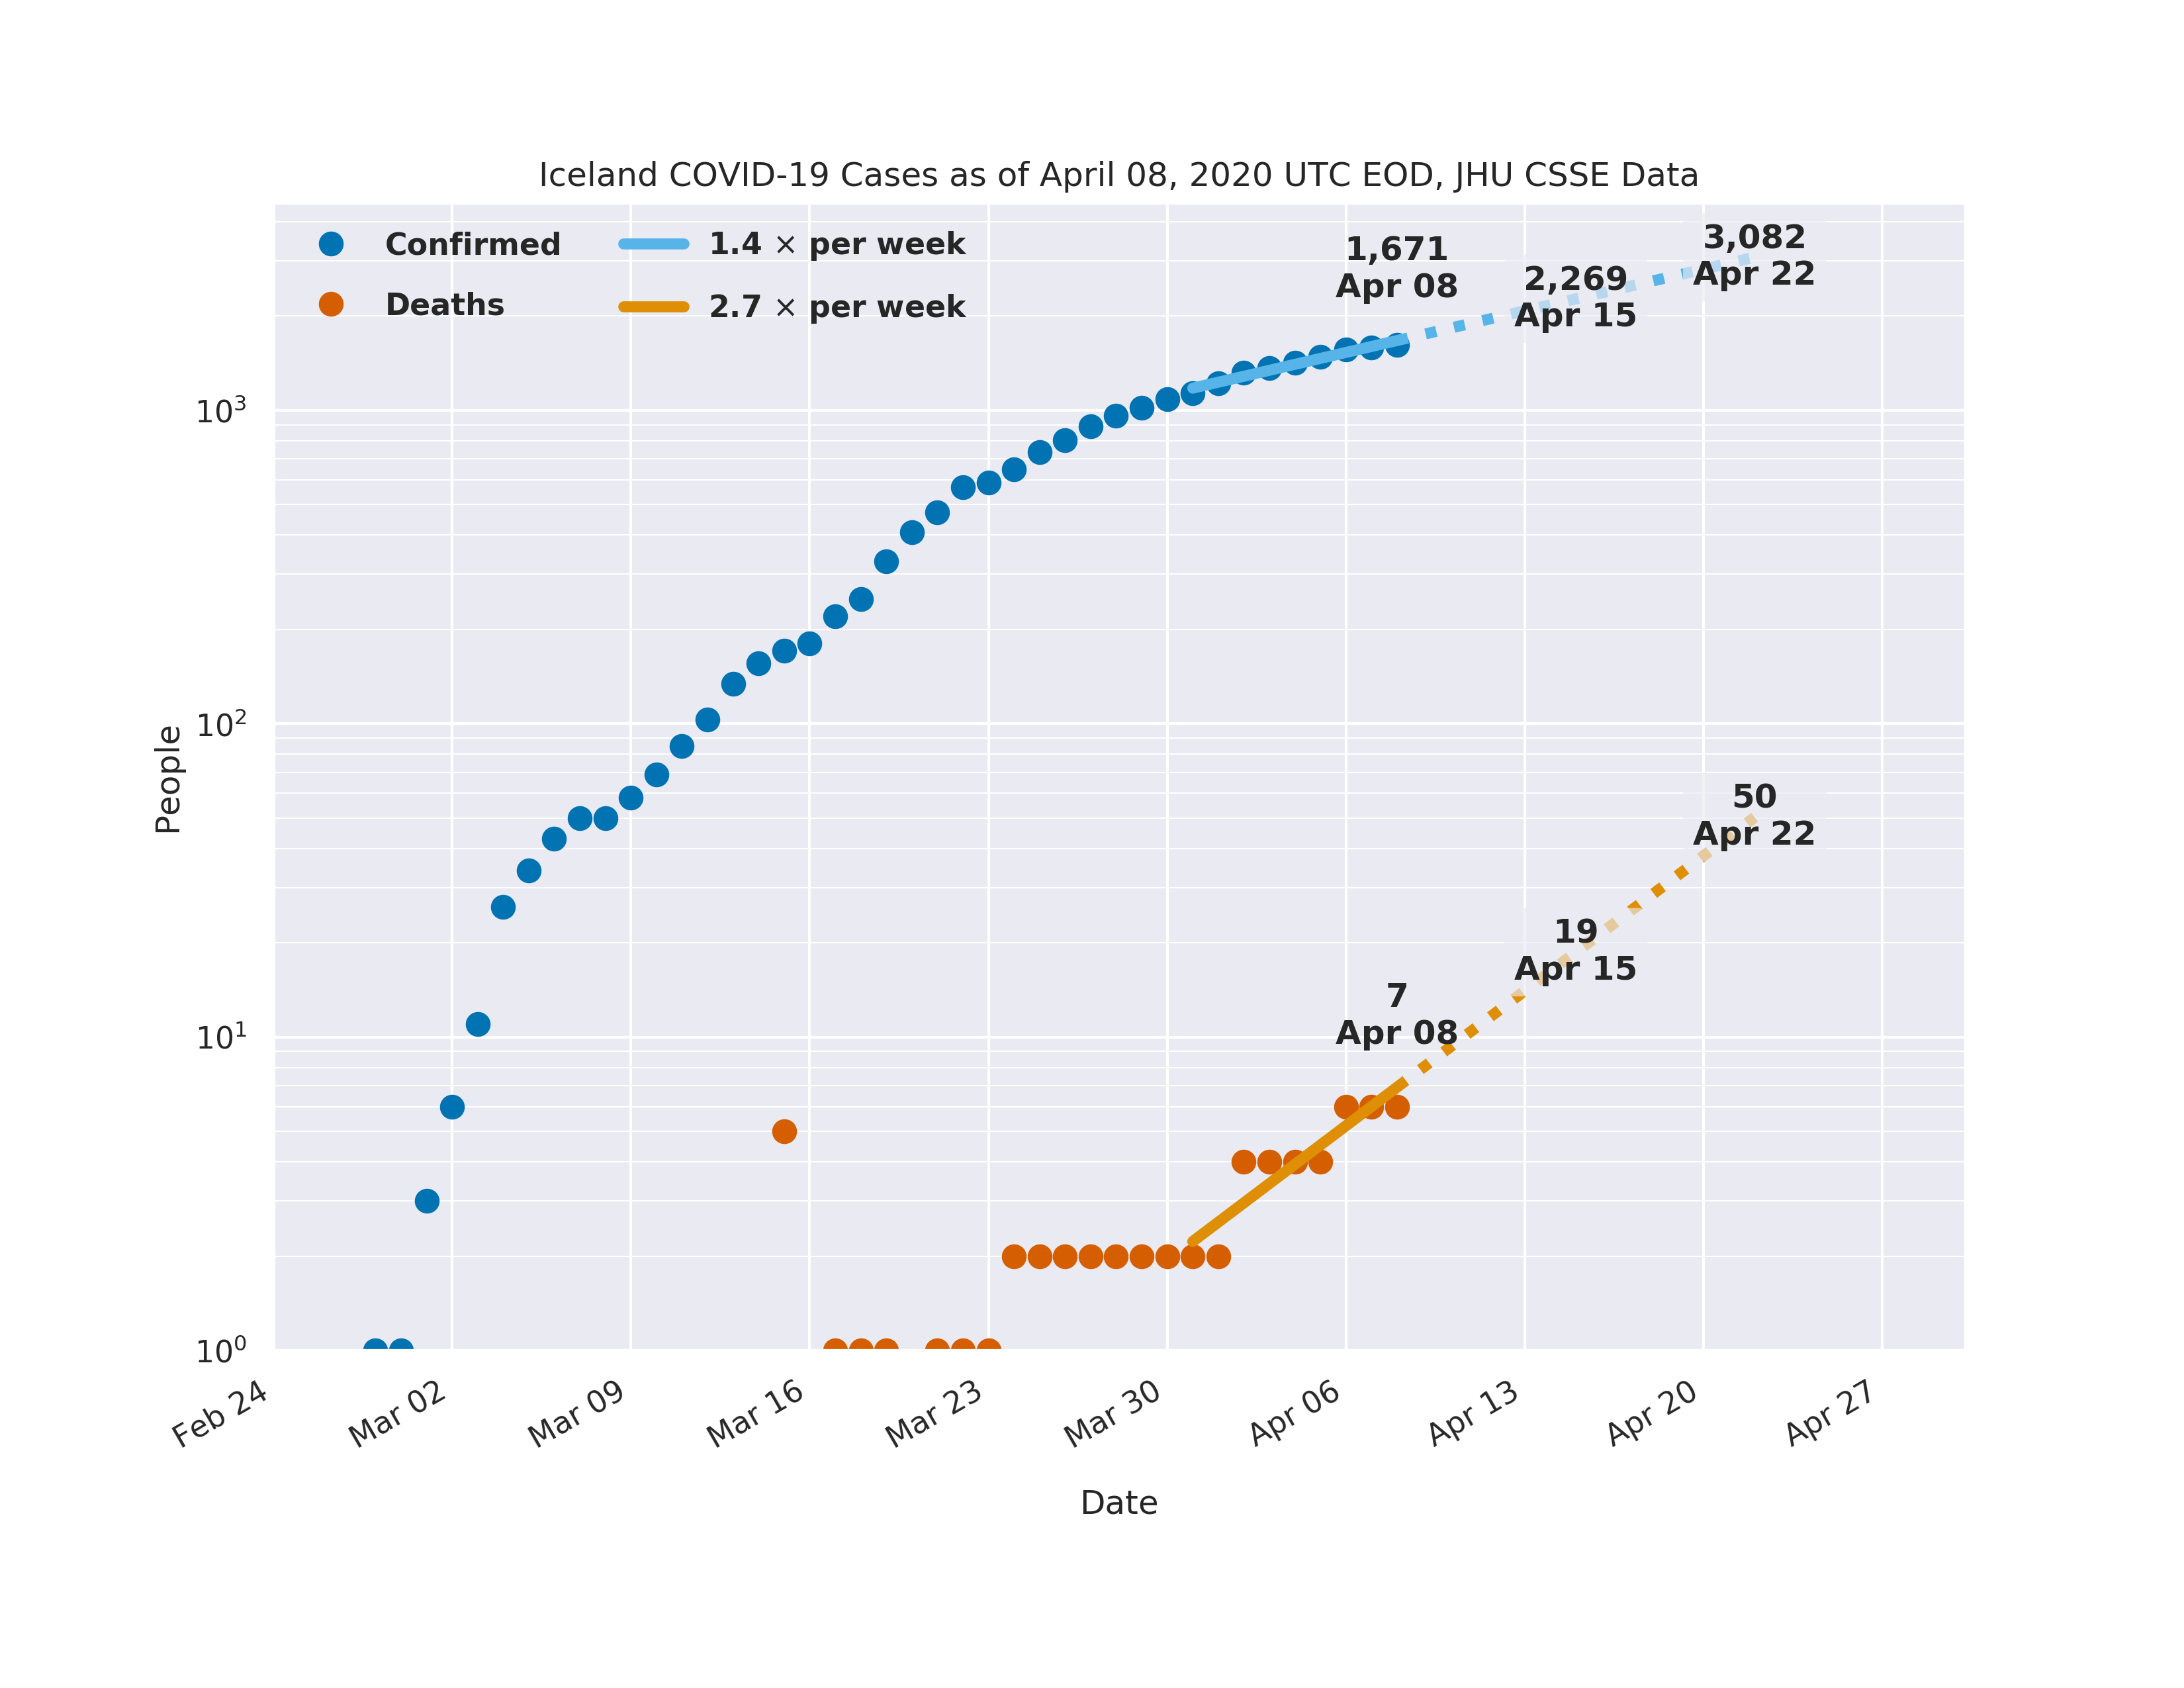 Iceland COVID-19 Cases as of April 08, 2020 UTC EOD, JHU CSSE Data
Confirmed
Deaths
1.4 × per week
2.7 × per week
1,671
Apr 08
2,269
Apr 15
3,082
Apr 22
50
Apr 22
19
Apr 15
7
Apr 08
People
10³
10²
10¹
10⁰
Feb 24
Mar 02
Mar 09
Mar 16
Mar 23
Mar 30
Apr 06
Apr 13
Apr 20
Apr 27
Date